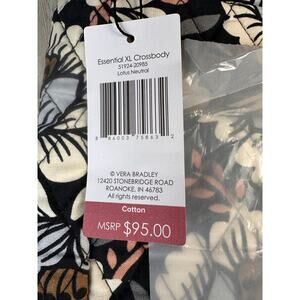 Essential XL Crossbody
51924-20985
Lotus Neutral
8 86003 75863 2
© VERA BRADLEY
12420 STONEBRIDGE ROAD
ROANOKE, IN 46783
All rights reserved.
Cotton
MSRP $95.00